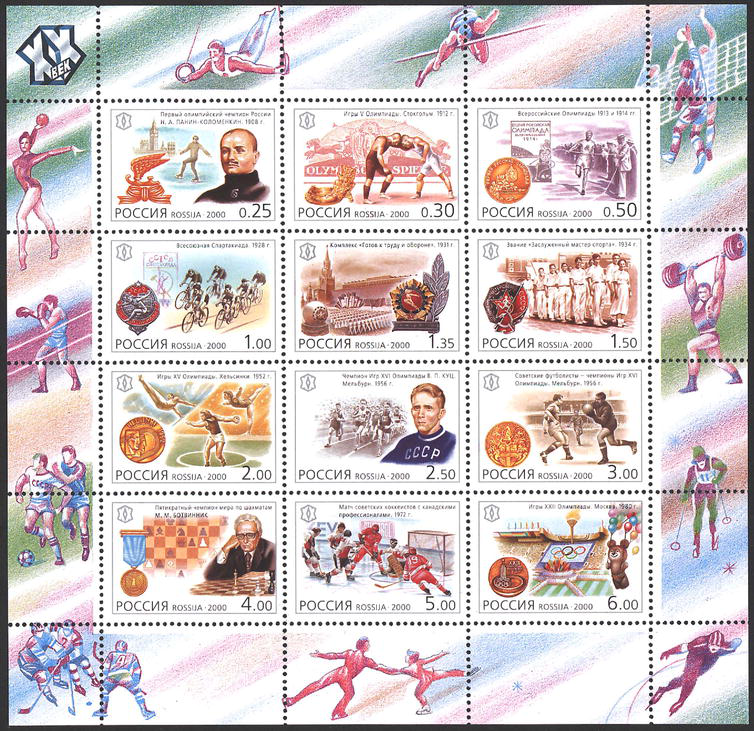 XX
ВЕК
Первый олимпийский чемпион России
Н. А. ПАНИН-КОЛОМЕНКИН. 1908 г.
РОССИЯ ROSSIJA · 2000 0.25
Игры V Олимпиады. Стокгольм. 1912 г.
РОССИЯ ROSSIJA · 2000 0.30
Всероссийские Олимпиады 1913 и 1914 гг.
ОЛИМПИАДА
1914
РОССИЯ ROSSIJA · 2000 0.50
Всесоюзная Спартакиада. 1928 г.
РОССИЯ ROSSIJA · 2000 1.00
Комплекс «Готов к труду и обороне». 1931 г.
РОССИЯ ROSSIJA · 2000 1.35
Звание «Заслуженный мастер спорта». 1934 г.
РОССИЯ ROSSIJA · 2000 1.50
Игры XV Олимпиады. Хельсинки. 1952 г.
РОССИЯ ROSSIJA · 2000 2.00
Чемпион Игр XVI Олимпиады В. П. КУЦ.
Мельбурн. 1956 г.
СССР
РОССИЯ ROSSIJA · 2000 2.50
Советские футболисты — чемпионы Игр XVI
Олимпиады. Мельбурн. 1956 г.
РОССИЯ ROSSIJA · 2000 3.00
Пятикратный чемпион мира по шахматам
М. М. БОТВИННИК
РОССИЯ ROSSIJA · 2000 4.00
Матч советских хоккеистов с канадскими
профессионалами. 1972 г.
19
РОССИЯ ROSSIJA · 2000 5.00
Игры XXII Олимпиады. Москва. 1980 г.
РОССИЯ ROSSIJA · 2000 6.00
СССР